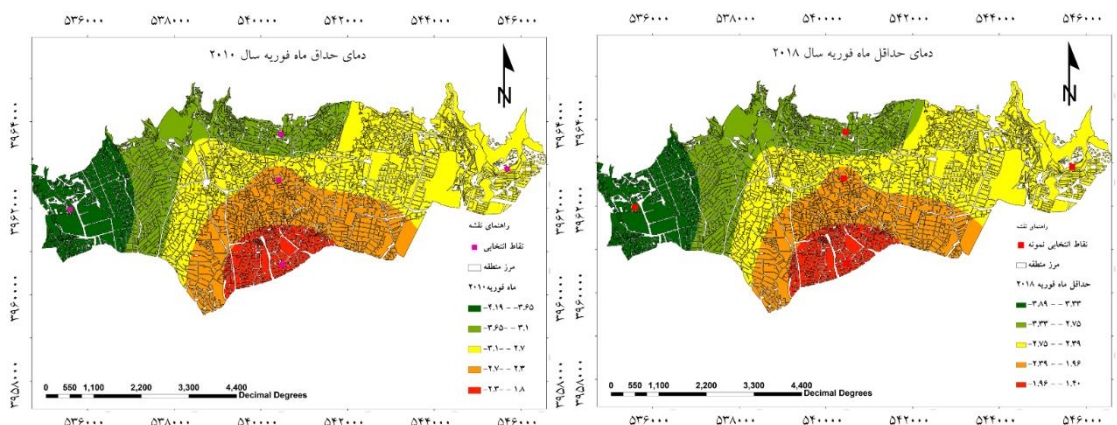 ۵۳۶۰۰۰ ۵۳۸۰۰۰ ۵۴۰۰۰۰ ۵۴۲۰۰۰ ۵۴۴۰۰۰ ۵۴۶۰۰۰
دمای حداق ماه فوریه سال ۲۰۱۰
N
۳۹۶۴۰۰۰
۳۹۶۲۰۰۰
۳۹۶۰۰۰۰
۳۹۵۸۰۰۰
۳۹۶۴۰۰۰
۳۹۶۲۰۰۰
۳۹۶۰۰۰۰
۳۹۵۸۰۰۰
راهنمای نقشه
نقاط انتخابی
مرز منطقه
ماه فوریه۲۰۱۰
-۴.۱۹ - -۳.۶۵
-۳.۶۵- -۳.۱
-۳.۱- -۲.۷
-۲.۷- -۲.۳
-۲.۳- -۱.۸
0 550 1,100 2,200 3,300 4,400
Decimal Degrees
۵۳۶۰۰۰ ۵۳۸۰۰۰ ۵۴۰۰۰۰ ۵۴۲۰۰۰ ۵۴۴۰۰۰ ۵۴۶۰۰۰
۵۳۶۰۰۰ ۵۳۸۰۰۰ ۵۴۰۰۰۰ ۵۴۲۰۰۰ ۵۴۴۰۰۰ ۵۴۶۰۰۰
دمای حداقل ماه فوریه سال ۲۰۱۸
N
۳۹۶۴۰۰۰
۳۹۶۲۰۰۰
۳۹۶۰۰۰۰
۳۹۵۸۰۰۰
راهنمای نقشه
نقاط انتخابی نمونه
مرز منطقه
حداقل ماه فوریه ۲۰۱۸
-۳.۸۹ - -۳.۳۳
-۳.۳۳ - -۲.۷۵
-۲.۷۵ - -۲.۳۹
-۲.۳۹ - -۱.۹۶
-۱.۹۶ - -۱.۴۰
0 550 1,100 2,200 3,300 4,400
Decimal Degrees
۵۳۶۰۰۰ ۵۳۸۰۰۰ ۵۴۰۰۰۰ ۵۴۲۰۰۰ ۵۴۴۰۰۰ ۵۴۶۰۰۰